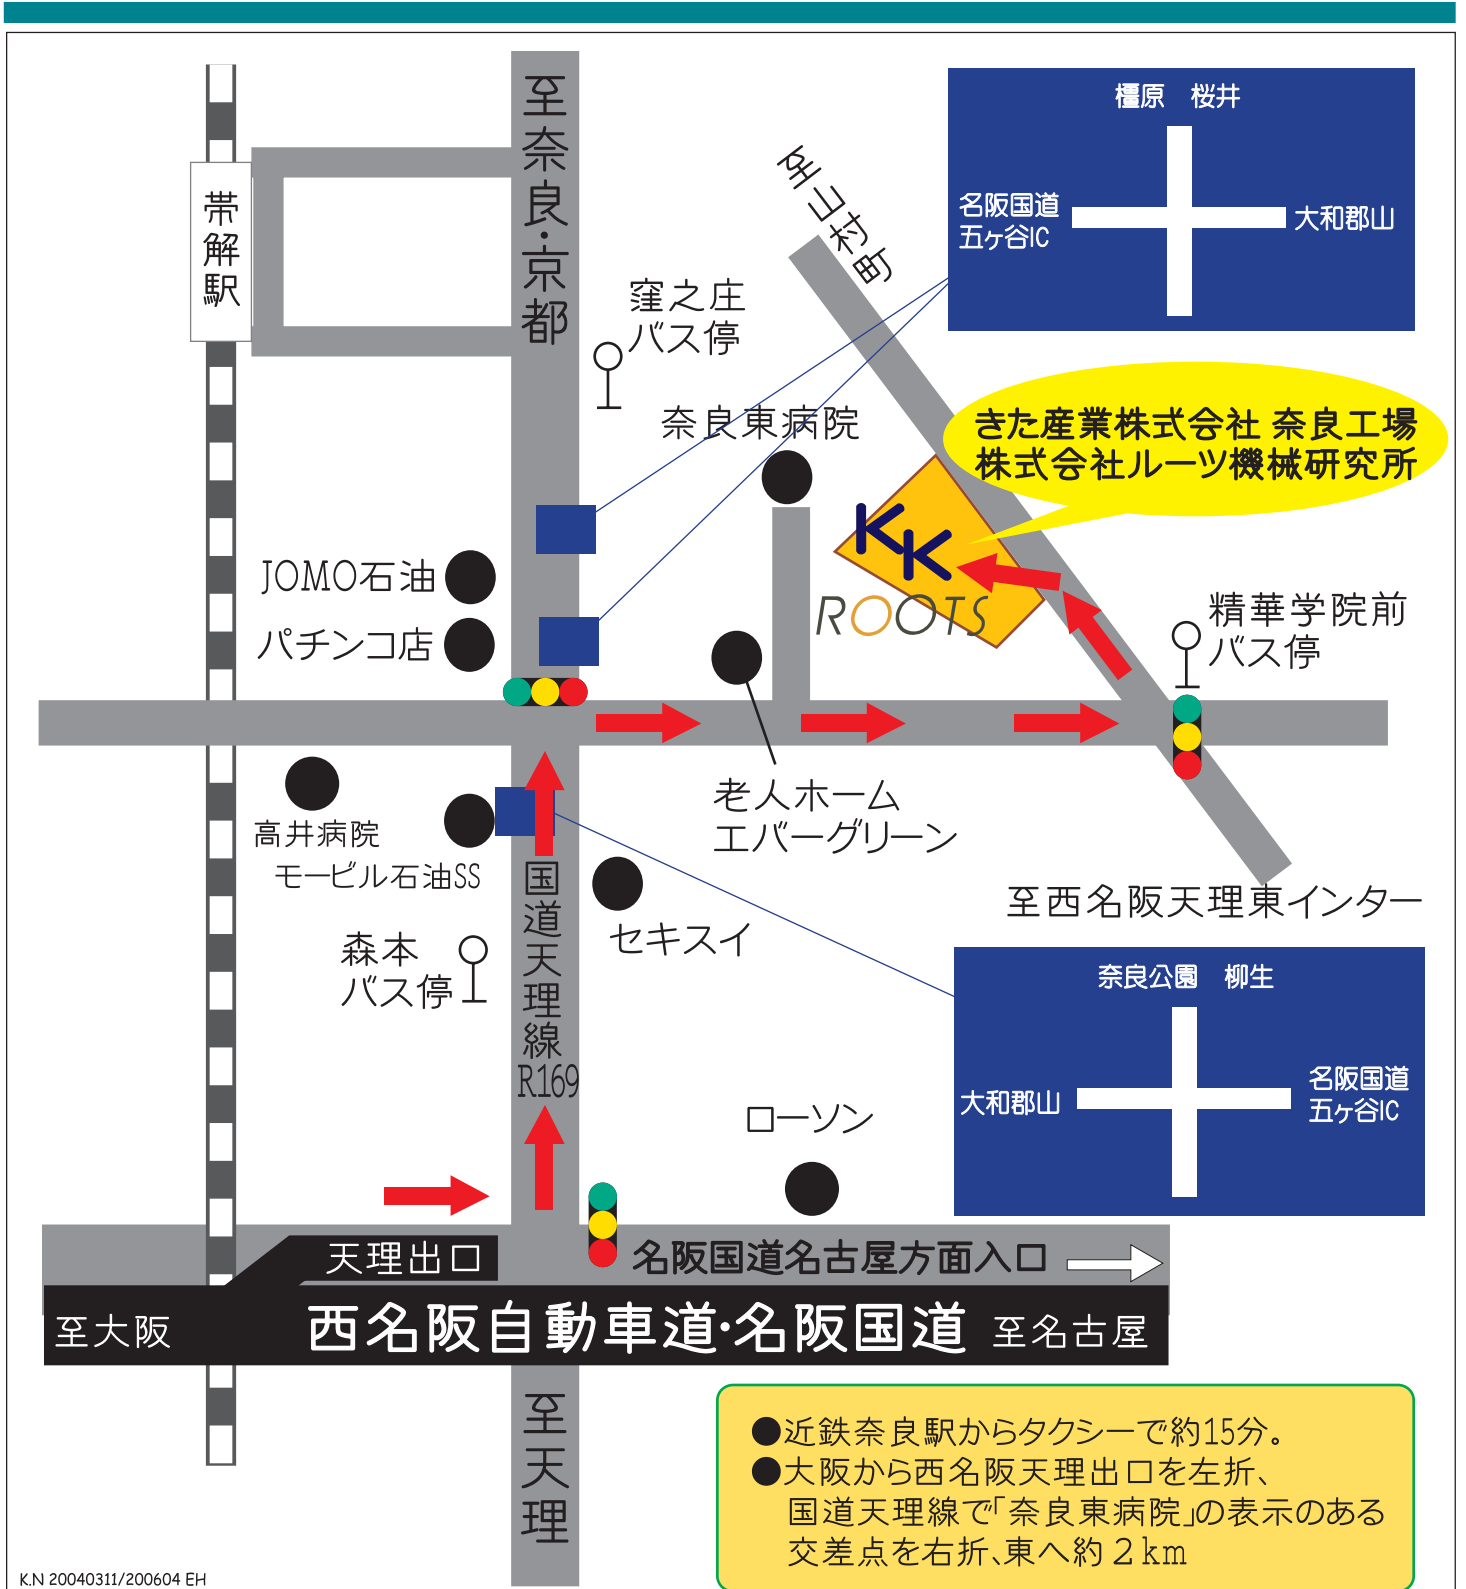 至奈良・京都
橿原　桜井
名阪国道
五ヶ谷IC
大和郡山
至山村町
帯解駅
窪之庄
バス停
奈良東病院
きた産業株式会社 奈良工場
株式会社ルーツ機械研究所
KK
ROOTS
JOMO石油
パチンコ店
精華学院前
バス停
老人ホーム
エバーグリーン
高井病院
モービル石油SS
国道天理線
R169
セキスイ
至西名阪天理東インター
森本
バス停
奈良公園　柳生
大和郡山
名阪国道
五ヶ谷IC
ローソン
天理出口
名阪国道名古屋方面入口
至大阪
西名阪自動車道・名阪国道
至名古屋
至天理
●近鉄奈良駅からタクシーで約15分。
●大阪から西名阪天理出口を左折、
国道天理線で「奈良東病院」の表示のある
交差点を右折、東へ約２km
K.N 20040311/200604 EH